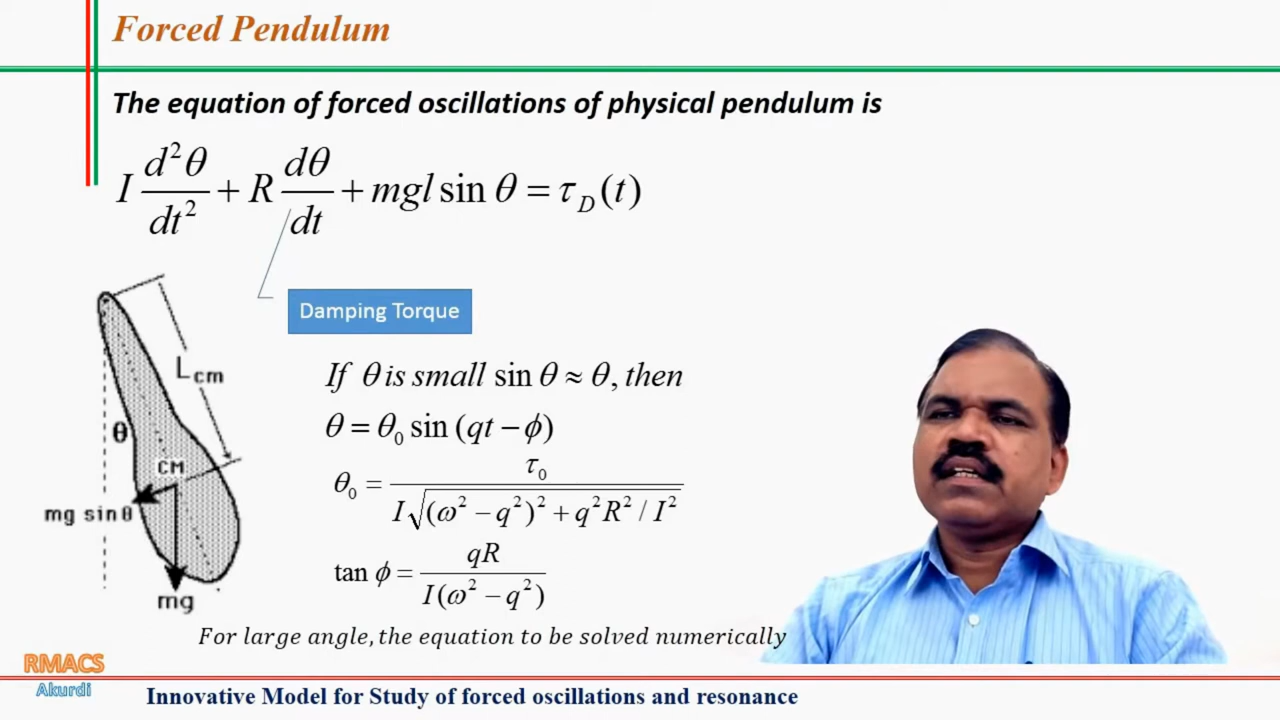 Forced Pendulum
The equation of forced oscillations of physical pendulum is
I d²θ/dt² + R dθ/dt + mgl sin θ = τ_D(t)
Damping Torque
L cm
θ
CM
mg sin θ
mg
If θ is small sin θ ≈ θ, then
θ = θ₀ sin (qt − ϕ)
θ₀ = τ₀ / I√((ω² − q²)² + q²R² / I²)
tan ϕ = qR / I(ω² − q²)
For large angle, the equation to be solved numerically
RMACS
Akurdi
Innovative Model for Study of forced oscillations and resonance